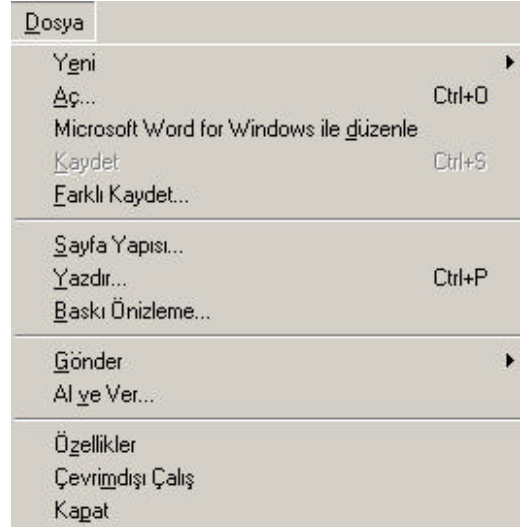 Dosya
Yeni
Aç... Ctrl+O
Microsoft Word for Windows ile düzenle
Kaydet Ctrl+S
Farklı Kaydet...
Sayfa Yapısı...
Yazdır... Ctrl+P
Baskı Önizleme...
Gönder
Al ve Ver...
Özellikler
Çevrimdışı Çalış
Kapat